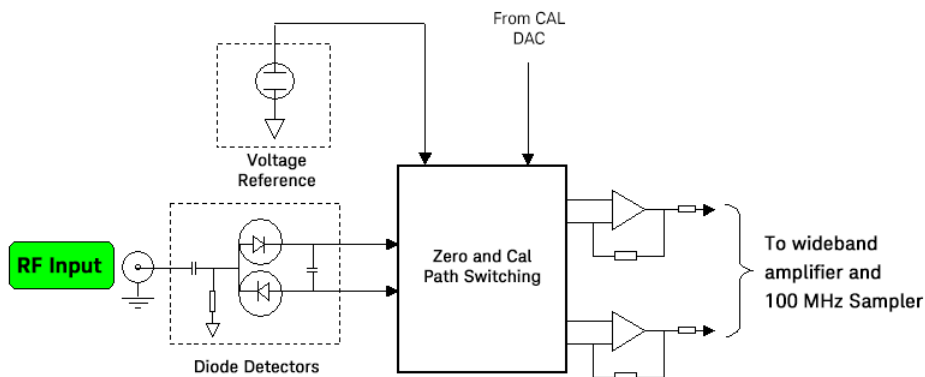 From CAL
DAC
Voltage
Reference
RF Input
Zero and Cal
Path Switching
To wideband
amplifier and
100 MHz Sampler
Diode Detectors